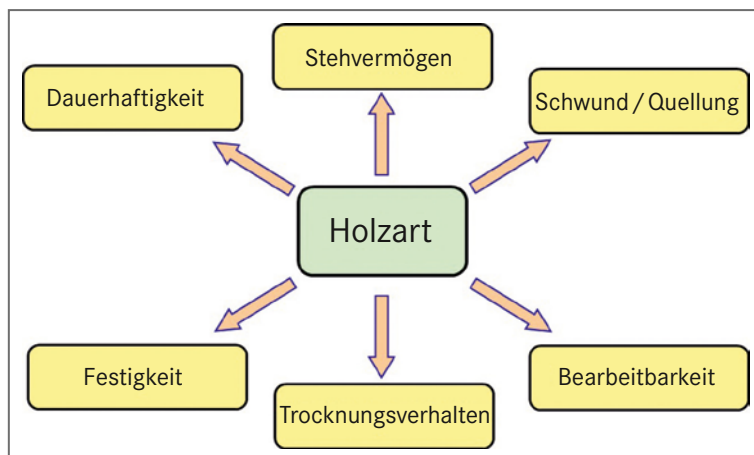 Stehvermögen
Dauerhaftigkeit
Schwund / Quellung
Holzart
Festigkeit
Bearbeitbarkeit
Trocknungsverhalten